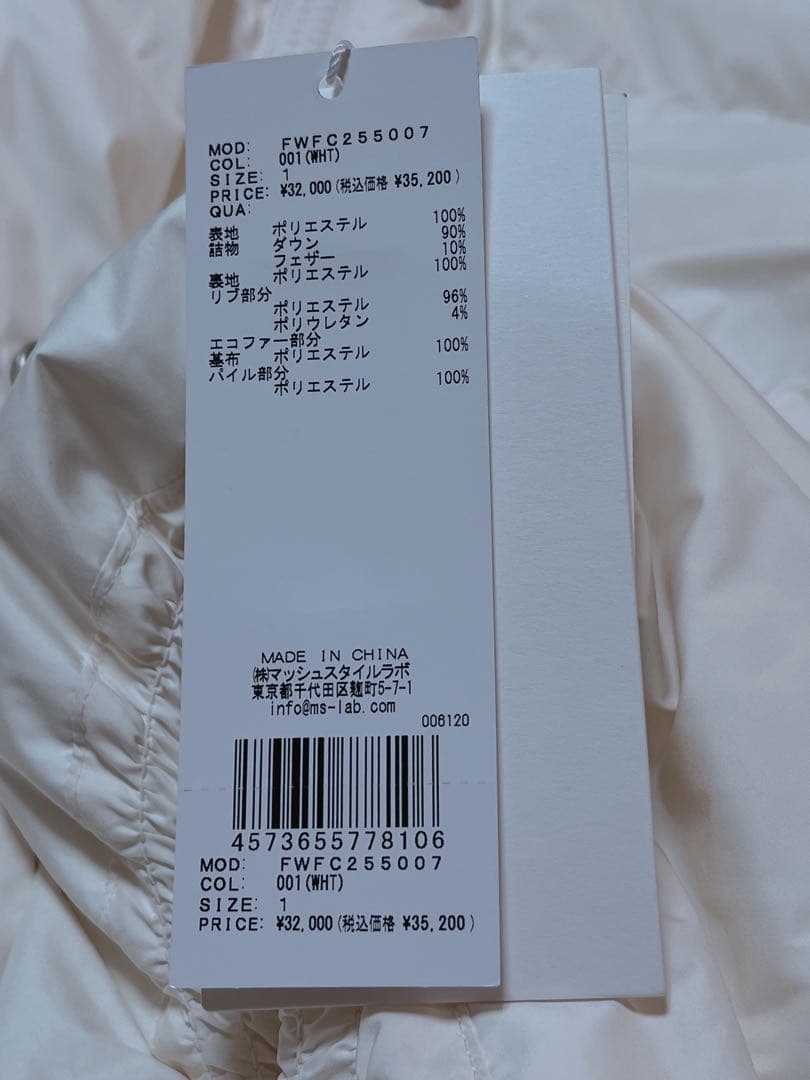 MOD: FWFC255007
COL: 001(WHT)
SIZE: 1
PRICE: ¥32,000(税込価格 ¥35,200)
QUA:
表地 ポリエステル 100%
詰物 ダウン 90%
フェザー 10%
裏地 ポリエステル 100%
リブ部分
ポリエステル 96%
ポリウレタン 4%
エコファー部分
基布 ポリエステル 100%
パイル部分
ポリエステル 100%
MADE IN CHINA
㈱マッシュスタイルラボ
東京都千代田区麹町5-7-1
info@ms-lab.com
006120
4573655778106
MOD: FWFC255007
COL: 001(WHT)
SIZE: 1
PRICE: ¥32,000(税込価格 ¥35,200)